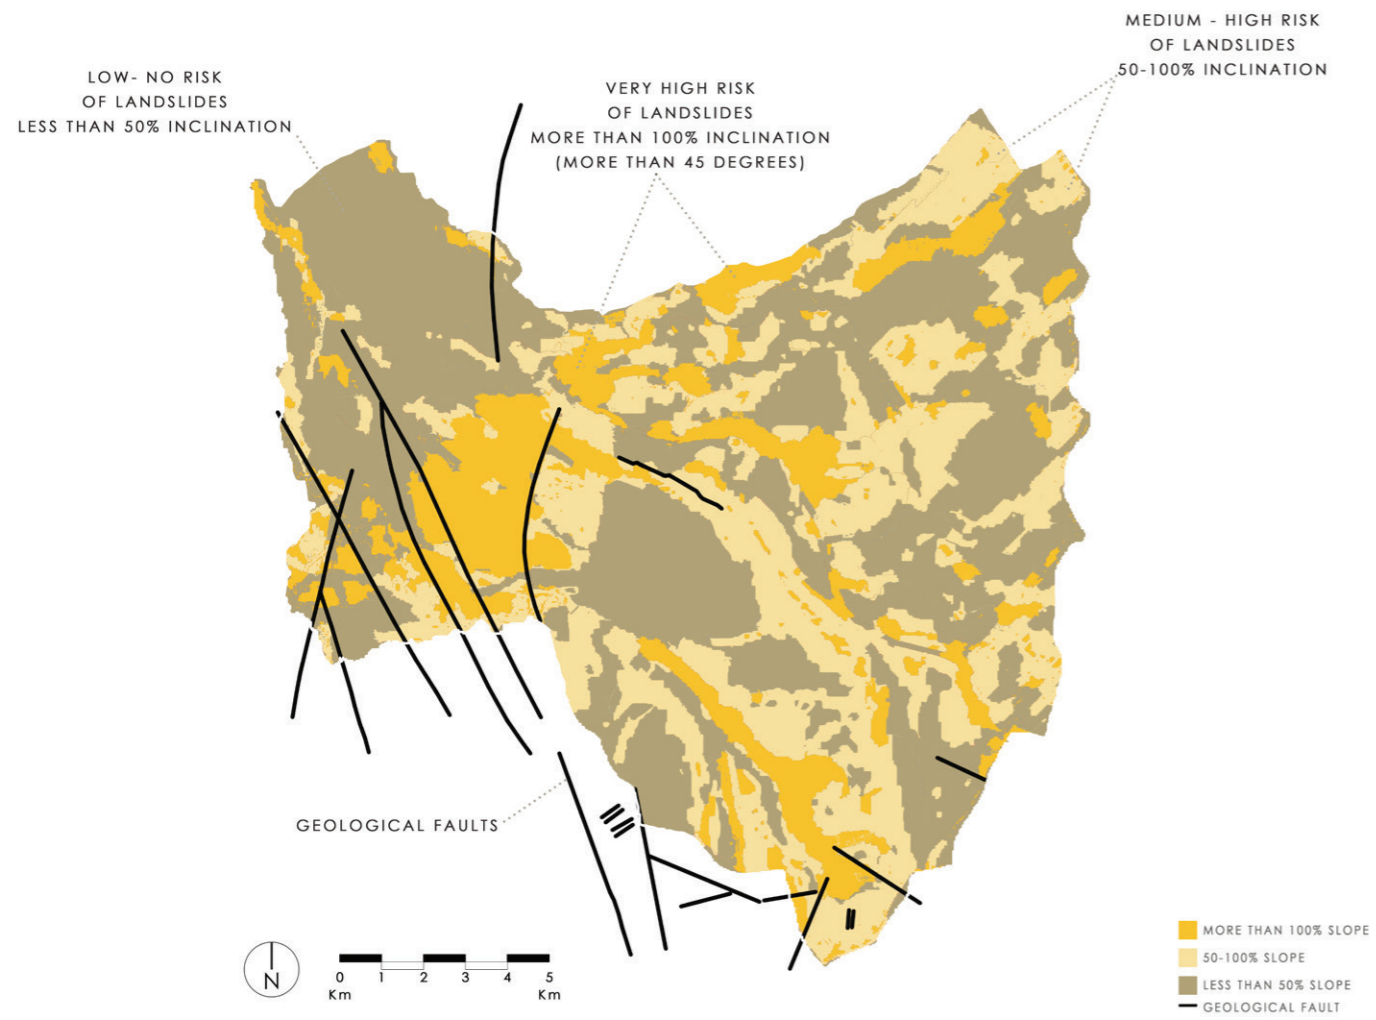 MEDIUM - HIGH RISK
OF LANDSLIDES
50-100% INCLINATION
LOW- NO RISK
OF LANDSLIDES
LESS THAN 50% INCLINATION
VERY HIGH RISK
OF LANDSLIDES
MORE THAN 100% INCLINATION
(MORE THAN 45 DEGREES)
GEOLOGICAL FAULTS
N
0 1 2 3 4 5
Km Km
MORE THAN 100% SLOPE
50-100% SLOPE
LESS THAN 50% SLOPE
GEOLOGICAL FAULT